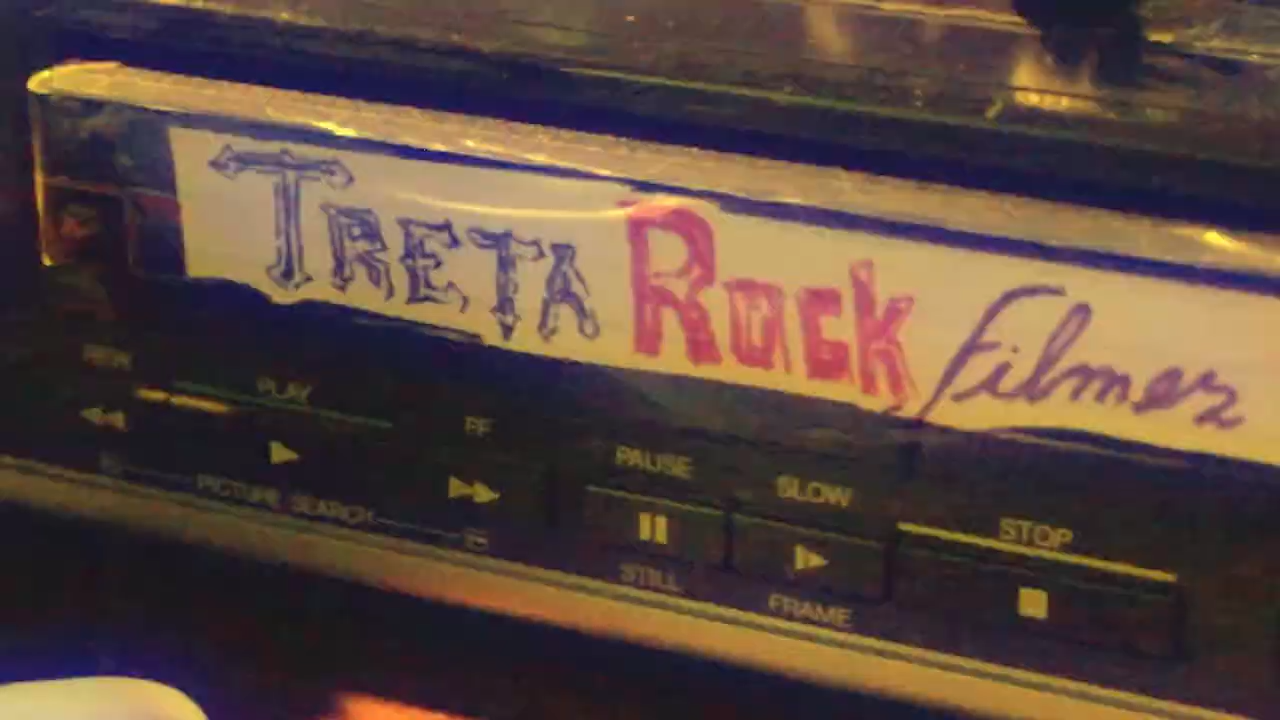 TRETA Rock Filmes
REW PLAY FF PAUSE SLOW STOP
PICTURE SEARCH STILL FRAME